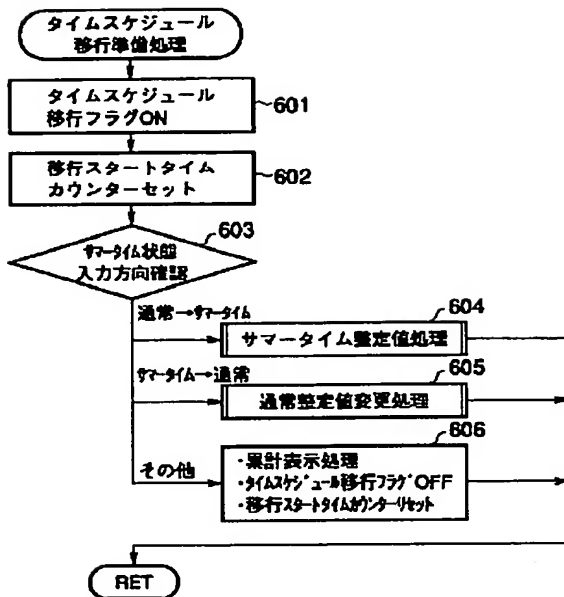 タイムスケジュール
移行準備処理
タイムスケジュール
移行フラグON
601
移行スタートタイム
カウンターセット
602
603
サマータイム状態
入力方向確認
通常→サマータイム
604
サマータイム整定値処理
サマータイム→通常
605
通常整定値変更処理
606
その他
・累計表示処理
・タイムスケジュール移行フラグOFF
・移行スタートタイムカウンターリセット
RET